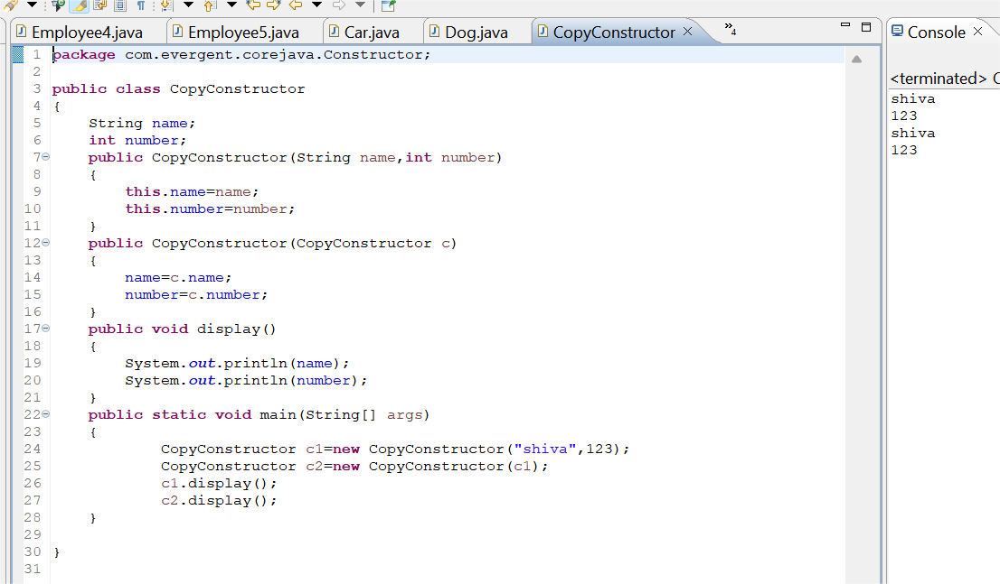 Employee4.java Employee5.java Car.java Dog.java CopyConstructor »4
1 package com.evergent.corejava.Constructor;
2
3 public class CopyConstructor
4 {
5 String name;
6 int number;
7 public CopyConstructor(String name,int number)
8 {
9 this.name=name;
10 this.number=number;
11 }
12 public CopyConstructor(CopyConstructor c)
13 {
14 name=c.name;
15 number=c.number;
16 }
17 public void display()
18 {
19 System.out.println(name);
20 System.out.println(number);
21 }
22 public static void main(String[] args)
23 {
24 CopyConstructor c1=new CopyConstructor("shiva",123);
25 CopyConstructor c2=new CopyConstructor(c1);
26 c1.display();
27 c2.display();
28 }
29
30 }
31
Console
<terminated> C
shiva
123
shiva
123